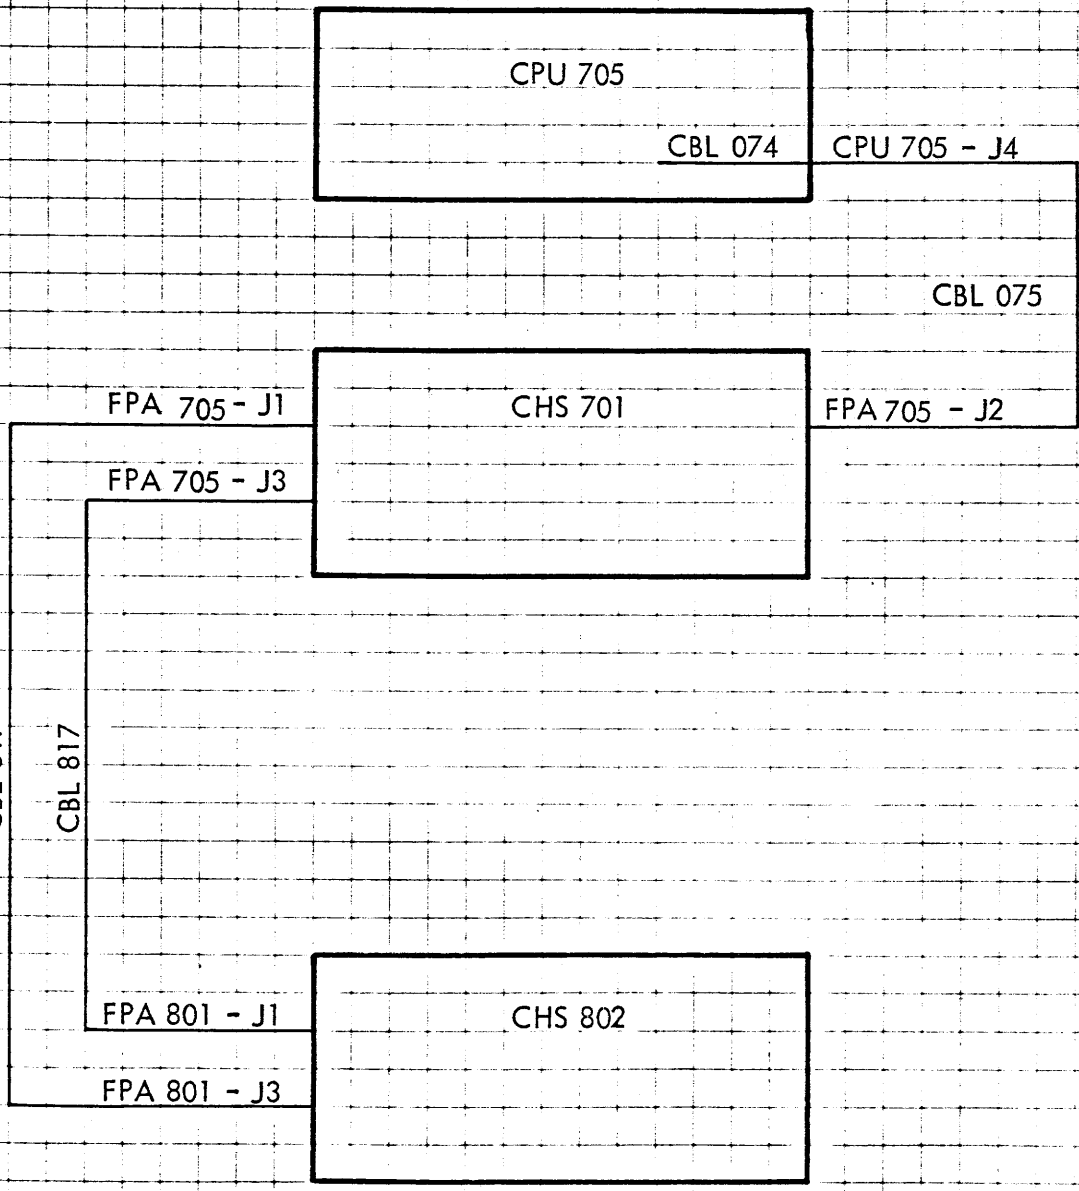 CPU 705
CBL 074
CPU 705 - J4
CBL 075
FPA 705 - J1
CHS 701
FPA 705 - J2
FPA 705 - J3
CBL 817
FPA 801 - J1
CHS 802
FPA 801 - J3